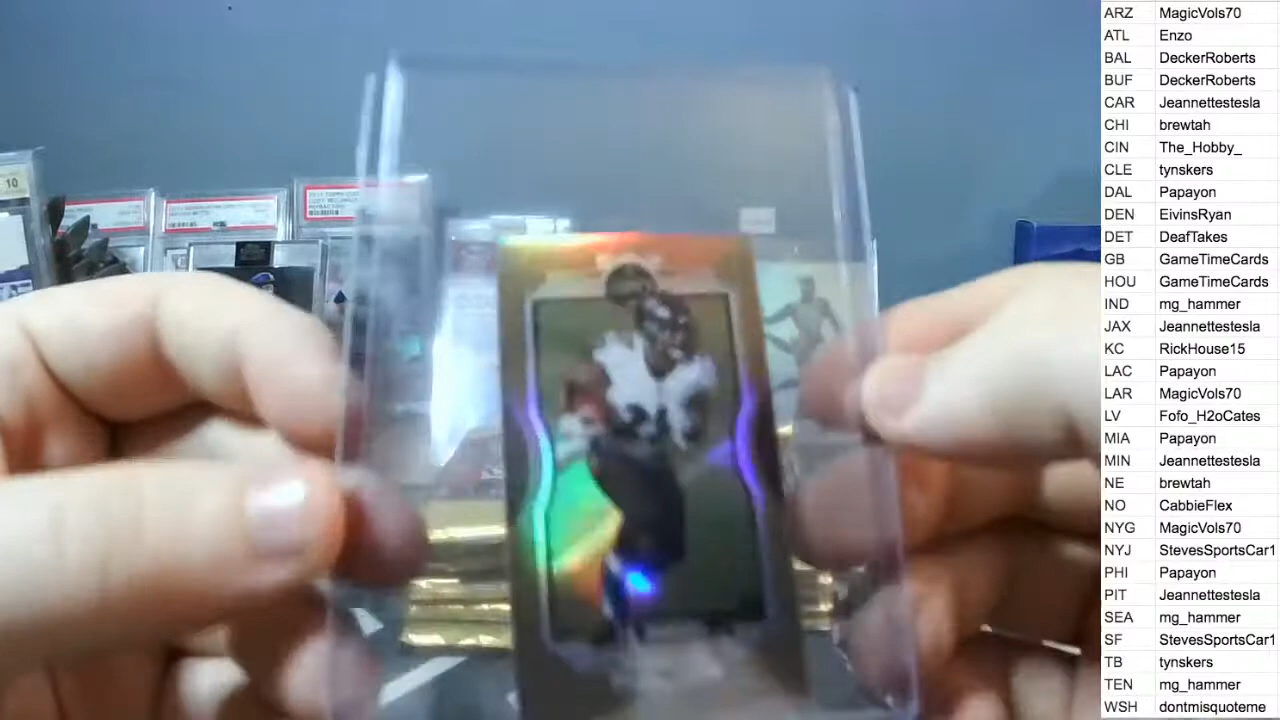 ARZ MagicVols70
ATL Enzo
BAL DeckerRoberts
BUF DeckerRoberts
CAR Jeannettestesla
CHI brewtah
CIN The_Hobby_
CLE tynskers
DAL Papayon
DEN EivinsRyan
DET DeafTakes
GB GameTimeCards
HOU GameTimeCards
IND mg_hammer
JAX Jeannettestesla
KC RickHouse15
LAC Papayon
LAR MagicVols70
LV Fofo_H2oCates
MIA Papayon
MIN Jeannettestesla
NE brewtah
NO CabbieFlex
NYG MagicVols70
NYJ StevesSportsCar1
PHI Papayon
PIT Jeannettestesla
SEA mg_hammer
SF StevesSportsCar1
TB tynskers
TEN mg_hammer
WSH dontmisquoteme
10